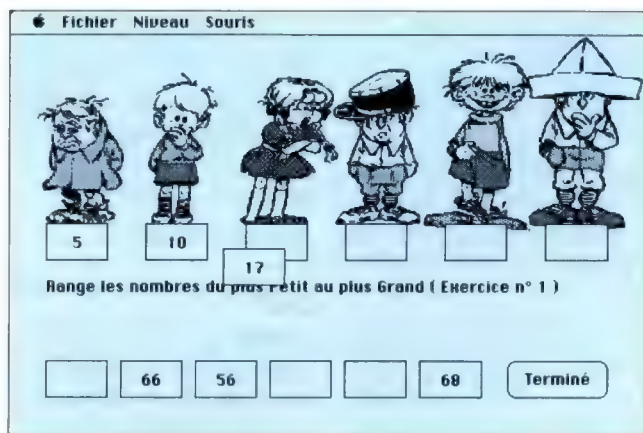 Fichier Niveau Souris
5 10
17
Range les nombres du plus Petit au plus Grand ( Exercice n° 1 )
66 56 68 Terminé